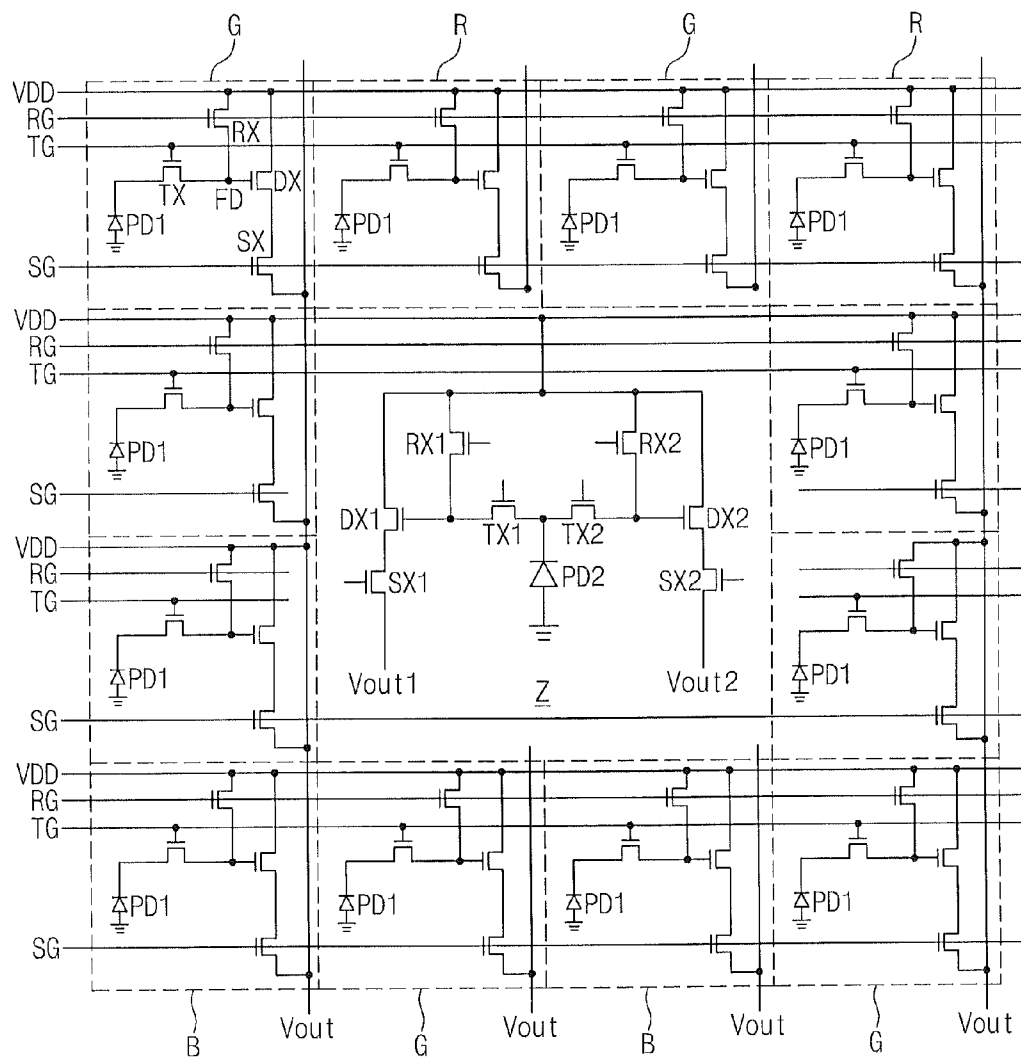 G R G R
VDD
RG
RX
TG
TX FD DX
PD1 PD1 PD1 PD1
SX
SG
VDD
RG
TG
RX1 RX2
PD1 PD1
SG
DX1 TX1 TX2 DX2
VDD
RG
SX1 PD2 SX2
TG
PD1 PD1
Vout1 Z Vout2
SG
VDD
RG
TG
PD1 PD1 PD1 PD1
SG
B Vout G Vout B Vout G Vout